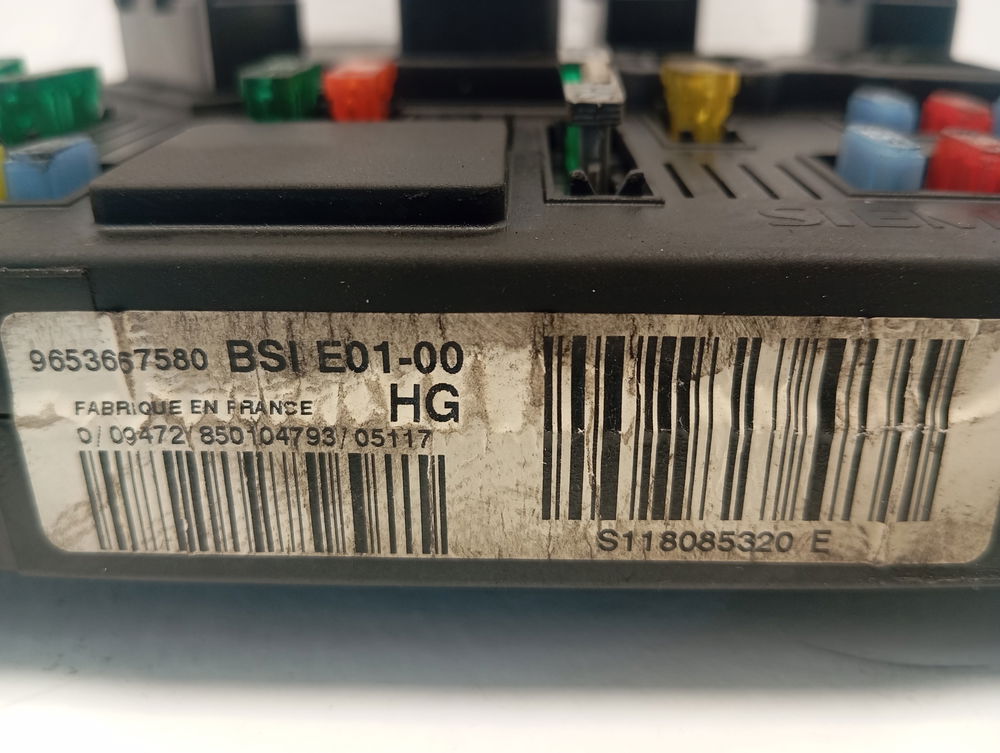 9653667580 BSI E01-00
HG
FABRIQUE EN FRANCE
0/09472/850104793/05117
S118085320 E